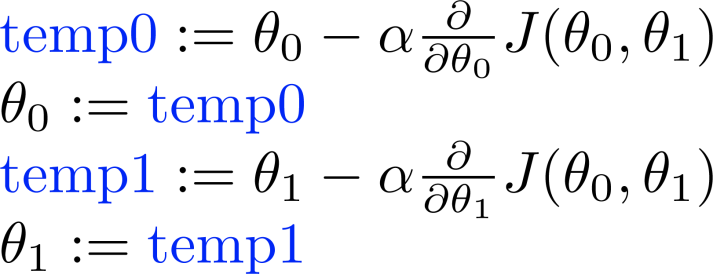 temp0 := θ₀ − α ∂/∂θ₀ J(θ₀, θ₁)
θ₀ := temp0
temp1 := θ₁ − α ∂/∂θ₁ J(θ₀, θ₁)
θ₁ := temp1